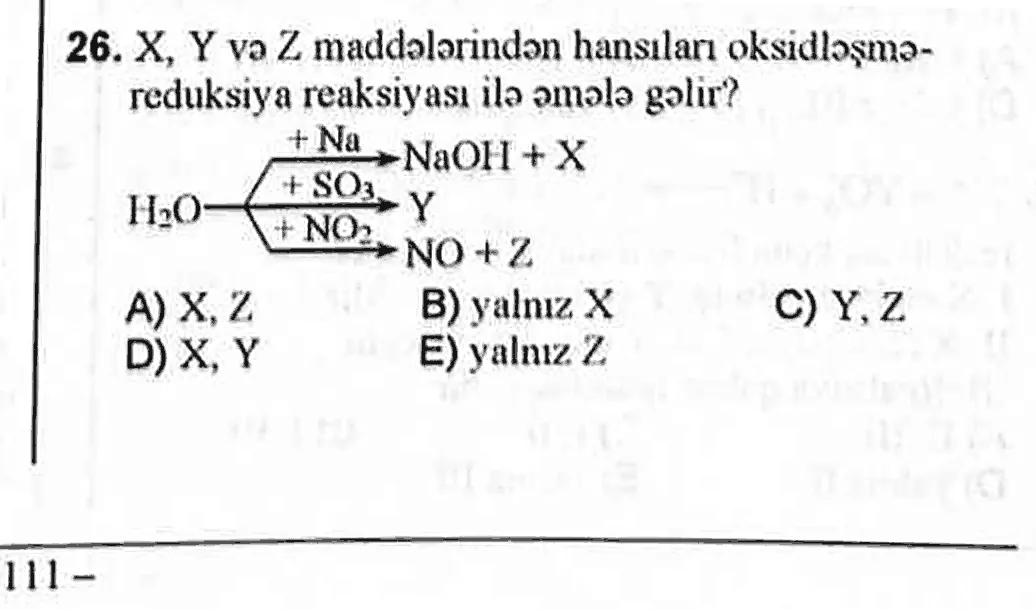 26. X, Y və Z maddələrindən hansıları oksidləşmə-
reduksiya reaksiyası ilə əmələ gəlir?
+ Na
NaOH + X
+ SO₃
H₂O
Y
+ NO₂
NO + Z
A) X, Z B) yalnız X C) Y, Z
D) X, Y E) yalnız Z
111 –